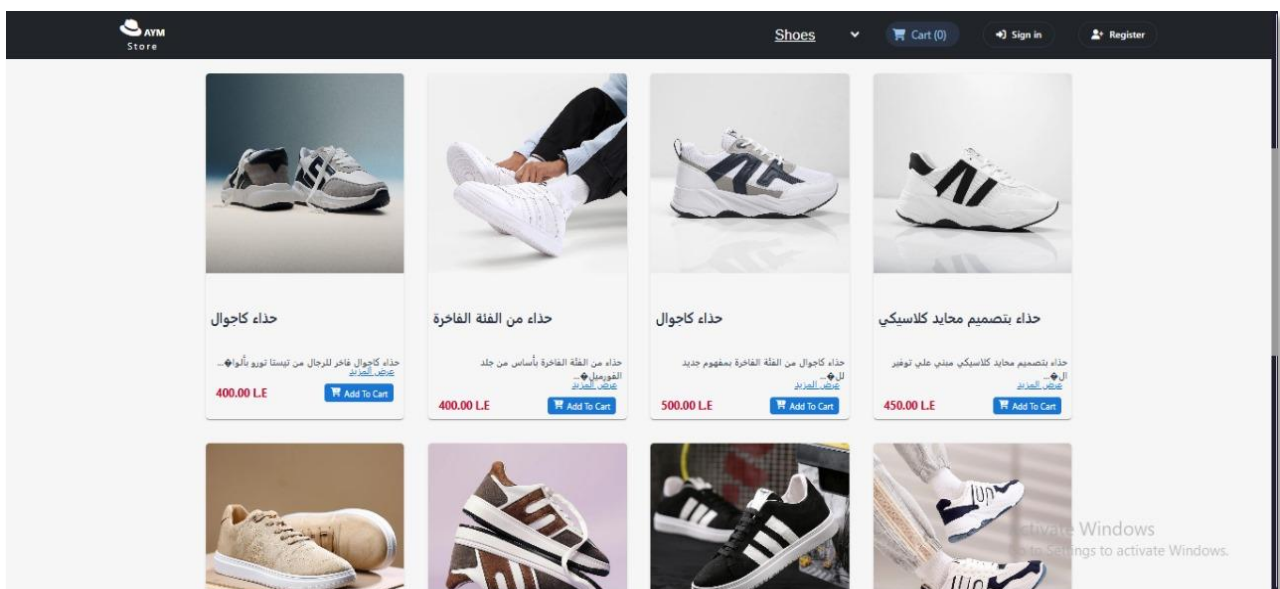 AYM
Store
Shoes
Cart (0)
Sign in
Register
حذاء كاجوال
حذاء كاجوال فاخر للرجال من تيستا تورو بألوا�...
عرض المزيد
400.00 L.E
Add To Cart
حذاء من الفئة الفاخرة
حذاء من الفئة الفاخرة بأساس من جلد
الفورميل�...
عرض المزيد
400.00 L.E
Add To Cart
حذاء كاجوال
حذاء كاجوال من الفئة الفاخرة بمفهوم جديد
لل�...
عرض المزيد
500.00 L.E
Add To Cart
حذاء بتصميم محايد كلاسيكي
حذاء بتصميم محايد كلاسيكي مبني علي توفير
ال�...
عرض المزيد
450.00 L.E
Add To Cart
Activate Windows
Go to Settings to activate Windows.